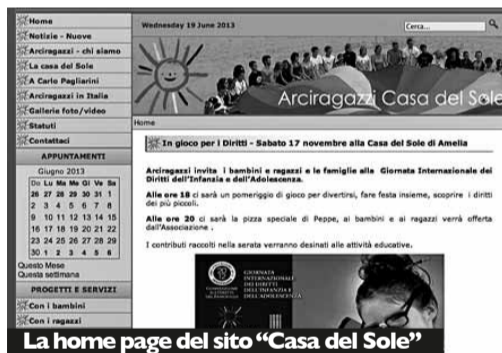 Home
Notizie - Nuove
Arciragazzi - chi siamo
La casa del Sole
A Carlo Pagliarini
Arciragazzi in Italia
Gallerie foto/video
Statuti
Contattaci
APPUNTAMENTI
Giugno 2013
Do Lu Ma Me Gi Ve Sa
26 27 28 29 30 31 1
2 3 4 5 6 7 8
9 10 11 12 13 14 15
16 17 18 19 20 21 22
23 24 25 26 27 28 29
30 1 2 3 4 5 6
Questo Mese
Questa settimana
PROGETTI E SERVIZI
Con i bambini
Con i ragazzi
Wednesday 19 June 2013
Cerca...
Arciragazzi Casa del Sole
Home
In gioco per i Diritti - Sabato 17 novembre alla Casa del Sole di Amelia
Arciragazzi invita i bambini e ragazzi e le famiglie alla Giornata Internazionale dei
Diritti dell'Infanzia e dell'Adolescenza.
Alle ore 18 ci sarà un pomeriggio di gioco per divertirsi, fare festa insieme, scoprire i diritti
dei più piccoli.
Alle ore 20 ci sarà la pizza speciale di Peppe, ai bambini e ai ragazzi verrà offerta
dall'Associazione .
I contributi raccolti nella serata verranno desinati alle attività educative.
GIORNATA
INTERNAZIONALE
DEI DIRITTI
DELL'INFANZIA E
DELL'ADOLESCENZA
La home page del sito “Casa del Sole”